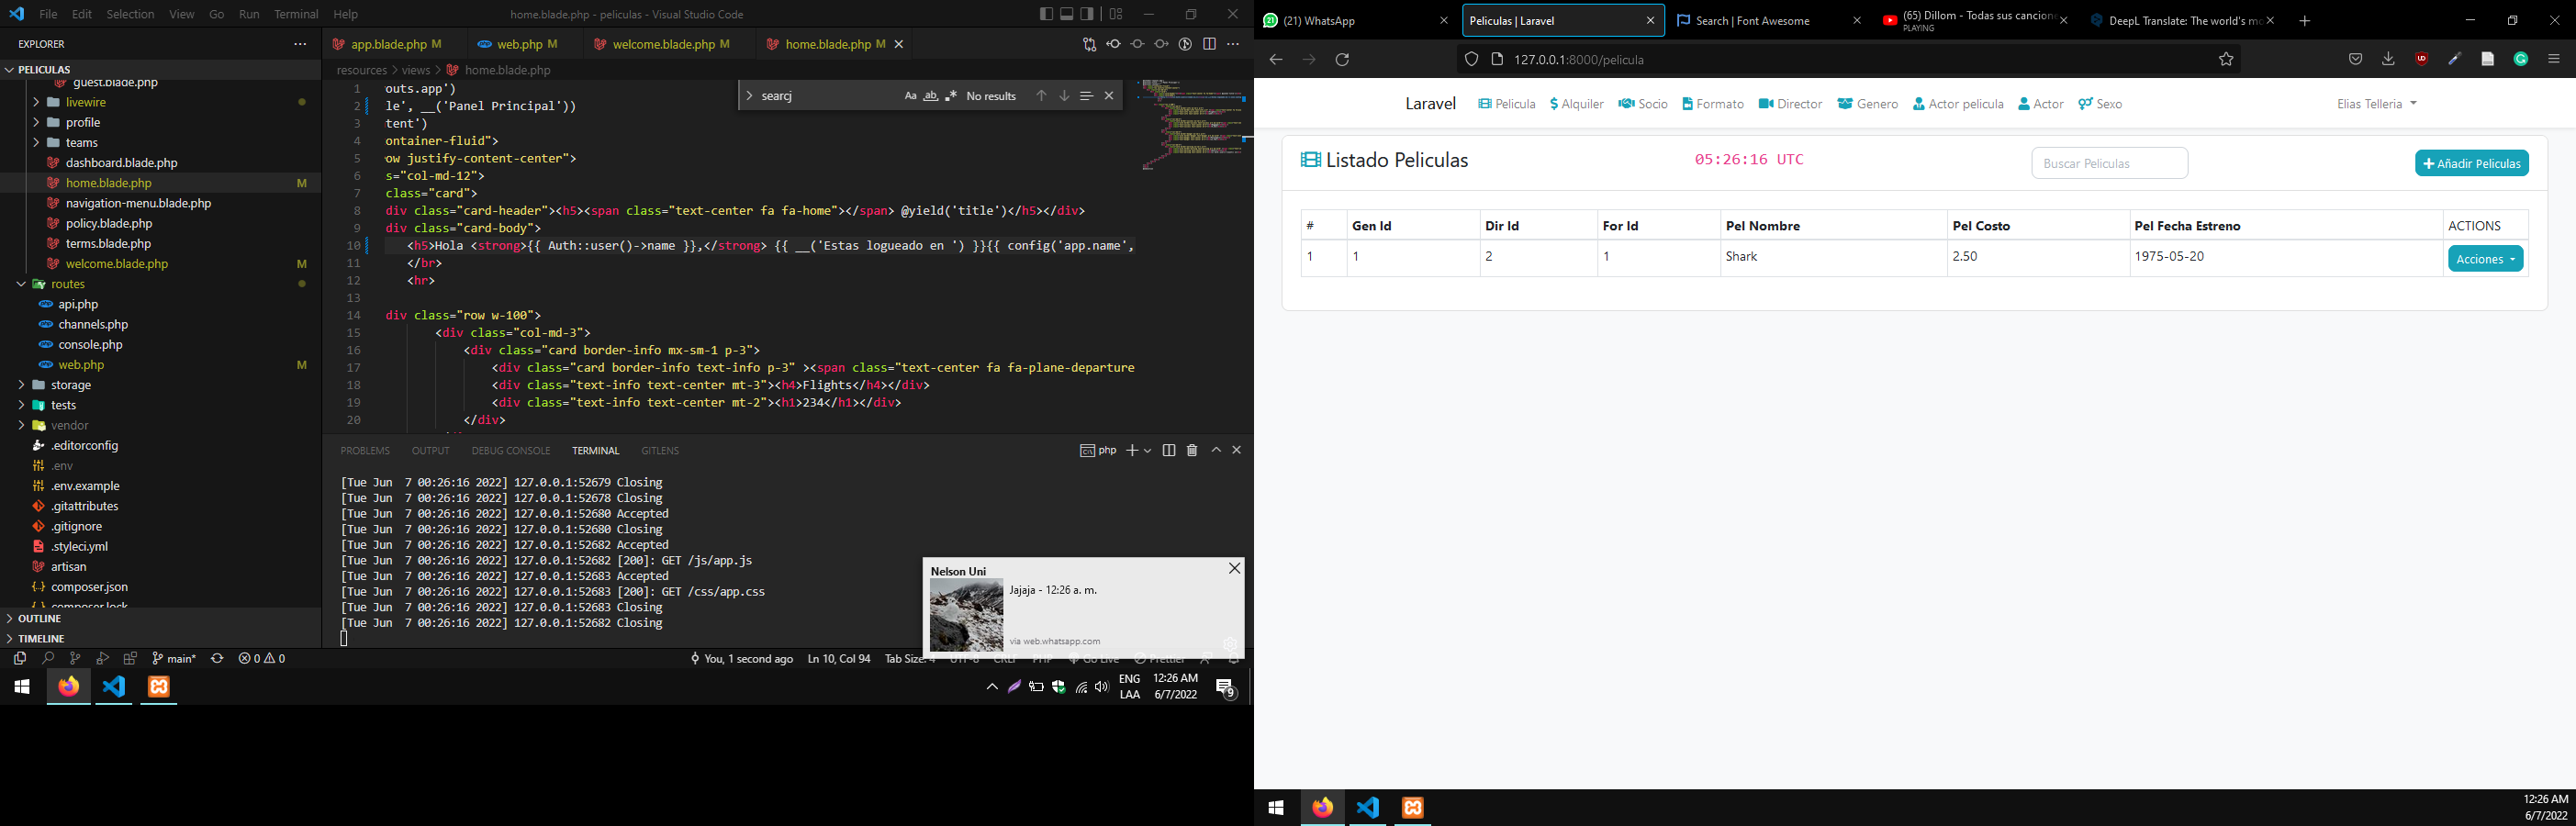 File Edit Selection View Go Run Terminal Help
home.blade.php - peliculas - Visual Studio Code
EXPLORER
PELICULAS
guest.blade.php
livewire
profile
teams
dashboard.blade.php
home.blade.php M
navigation-menu.blade.php
policy.blade.php
terms.blade.php
welcome.blade.php M
routes
api.php
channels.php
console.php
web.php M
storage
tests
vendor
.editorconfig
.env
.env.example
.gitattributes
.gitignore
.styleci.yml
artisan
composer.json
composer.lock
OUTLINE
TIMELINE
app.blade.php M web.php M welcome.blade.php M home.blade.php M
resources > views > home.blade.php
searcj Aa ab No results
1 outs.app')
2 le', __('Panel Principal'))
3 tent')
4 ontainer-fluid">
5 ow justify-content-center">
6 s="col-md-12">
7 class="card">
8 div class="card-header"><h5><span class="text-center fa fa-home"></span> @yield('title')</h5></div>
9 div class="card-body">
10 <h5>Hola <strong>{{ Auth::user()->name }},</strong> {{ __('Estas logueado en ') }}{{ config('app.name',
11 </br>
12 <hr>
13
14 div class="row w-100">
15 <div class="col-md-3">
16 <div class="card border-info mx-sm-1 p-3">
17 <div class="card border-info text-info p-3" ><span class="text-center fa fa-plane-departure
18 <div class="text-info text-center mt-3"><h4>Flights</h4></div>
19 <div class="text-info text-center mt-2"><h1>234</h1></div>
20 </div>
PROBLEMS OUTPUT DEBUG CONSOLE TERMINAL GITLENS
php
[Tue Jun  7 00:26:16 2022] 127.0.0.1:52679 Closing
[Tue Jun  7 00:26:16 2022] 127.0.0.1:52678 Closing
[Tue Jun  7 00:26:16 2022] 127.0.0.1:52680 Accepted
[Tue Jun  7 00:26:16 2022] 127.0.0.1:52680 Closing
[Tue Jun  7 00:26:16 2022] 127.0.0.1:52682 Accepted
[Tue Jun  7 00:26:16 2022] 127.0.0.1:52682 [200]: GET /js/app.js
[Tue Jun  7 00:26:16 2022] 127.0.0.1:52683 Accepted
[Tue Jun  7 00:26:16 2022] 127.0.0.1:52683 [200]: GET /css/app.css
[Tue Jun  7 00:26:16 2022] 127.0.0.1:52683 Closing
[Tue Jun  7 00:26:16 2022] 127.0.0.1:52682 Closing
Nelson Uni
Jajaja - 12:26 a. m.
via web.whatsapp.com
main* 0 0
You, 1 second ago Ln 10, Col 94 Tab Size: 4 UTF-8 CRLF PHP Go Live Prettier
ENG
LAA
12:26 AM
6/7/2022
9
(21) WhatsApp
Peliculas | Laravel
Search | Font Awesome
(65) Dillom - Todas sus cancione
PLAYING
DeepL Translate: The world's mo
127.0.0.1:8000/pelicula
Laravel Pelicula Alquiler Socio Formato Director Genero Actor pelicula Actor Sexo Elias Telleria
Listado Peliculas
05:26:16 UTC
Buscar Peliculas
Añadir Peliculas
# Gen Id Dir Id For Id Pel Nombre Pel Costo Pel Fecha Estreno ACTIONS
1 1 2 1 Shark 2.50 1975-05-20 Acciones
12:26 AM
6/7/2022